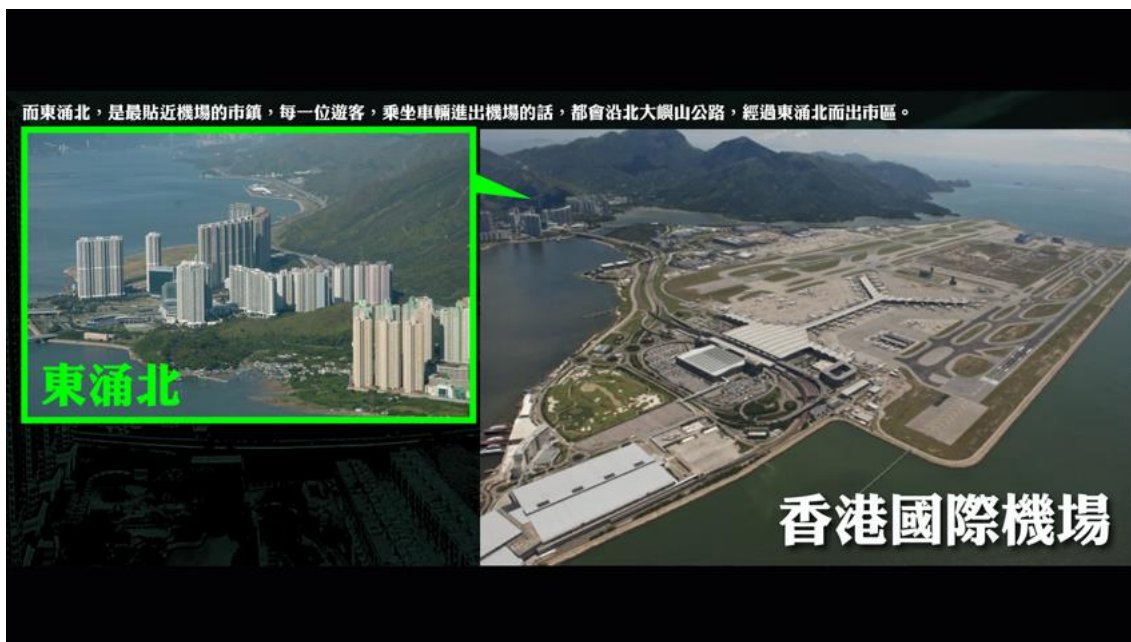 而東涌北，是最貼近機場的市鎮，每一位遊客，乘坐車輛進出機場的話，都會沿北大嶼山公路，經過東涌北而出市區。
東涌北
香港國際機場